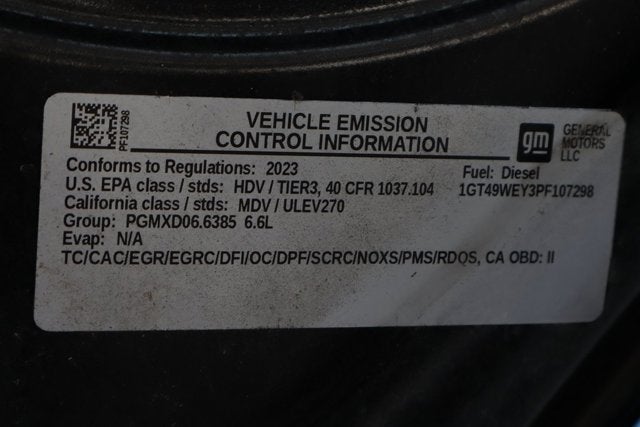 PF107298
VEHICLE EMISSION
CONTROL INFORMATION
gm
GENERAL
MOTORS
LLC
Conforms to Regulations: 2023
Fuel: Diesel
U.S. EPA class / stds: HDV / TIER3, 40 CFR 1037.104
1GT49WEY3PF107298
California class / stds: MDV / ULEV270
Group: PGMXD06.6385 6.6L
Evap: N/A
TC/CAC/EGR/EGRC/DFI/OC/DPF/SCRC/NOXS/PMS/RDQS, CA OBD: II